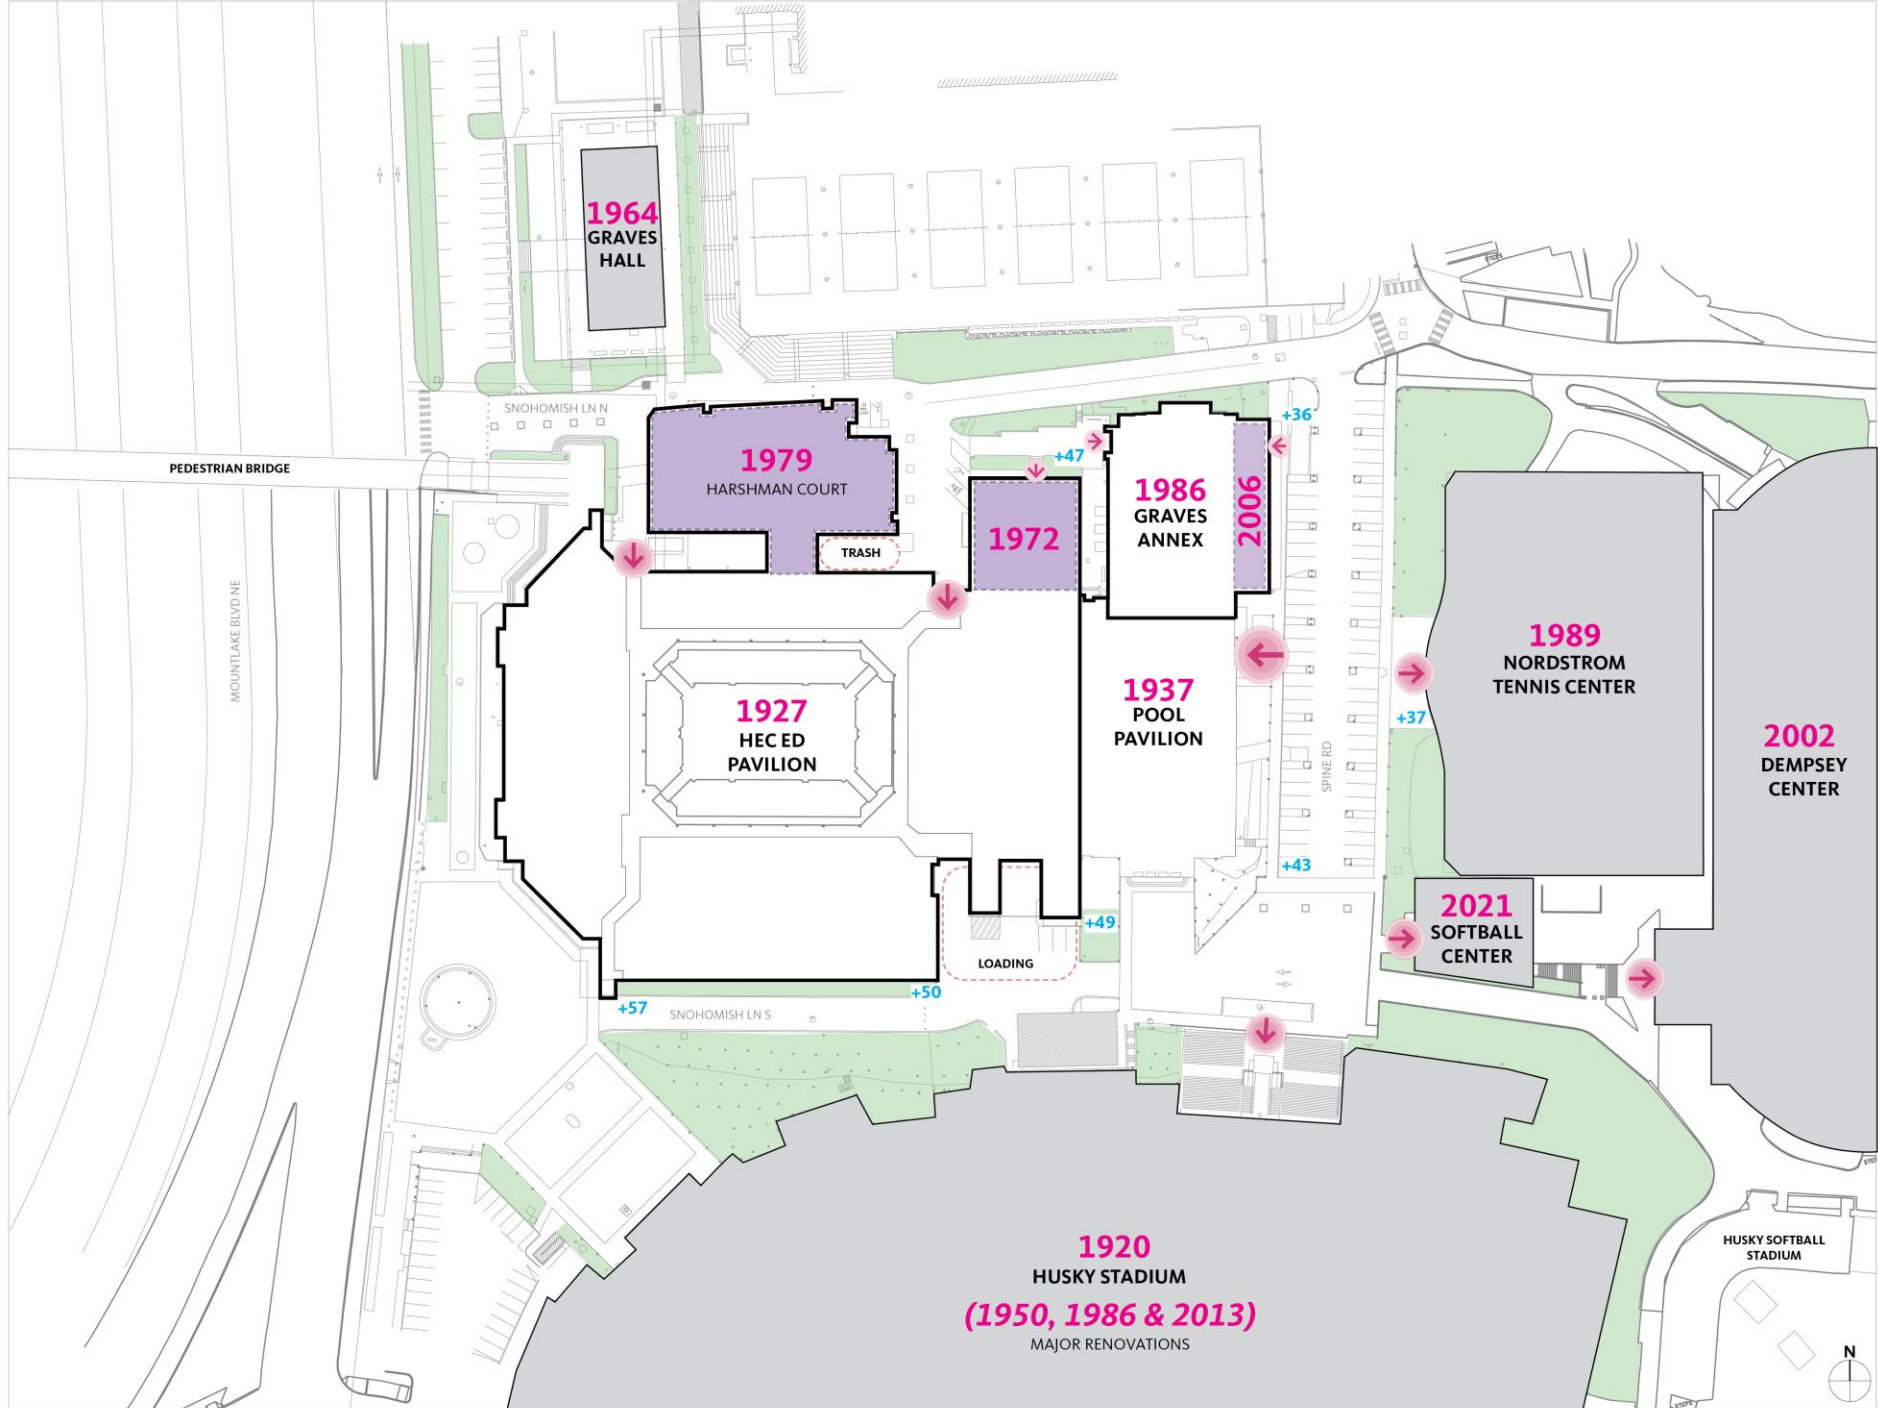 1964
GRAVES
HALL
SNOHOMISH LN N
PEDESTRIAN BRIDGE
MOUNTLAKE BLVD NE
1979
HARSHMAN COURT
TRASH
1972
+47
+36
1986
GRAVES
ANNEX
2006
1927
HEC ED
PAVILION
1937
POOL
PAVILION
SPINE RD
+37
+43
1989
NORDSTROM
TENNIS CENTER
2002
DEMPSEY
CENTER
2021
SOFTBALL
CENTER
+49
LOADING
+50
+57
SNOHOMISH LN S
1920
HUSKY STADIUM
(1950, 1986 & 2013)
MAJOR RENOVATIONS
HUSKY SOFTBALL
STADIUM
N